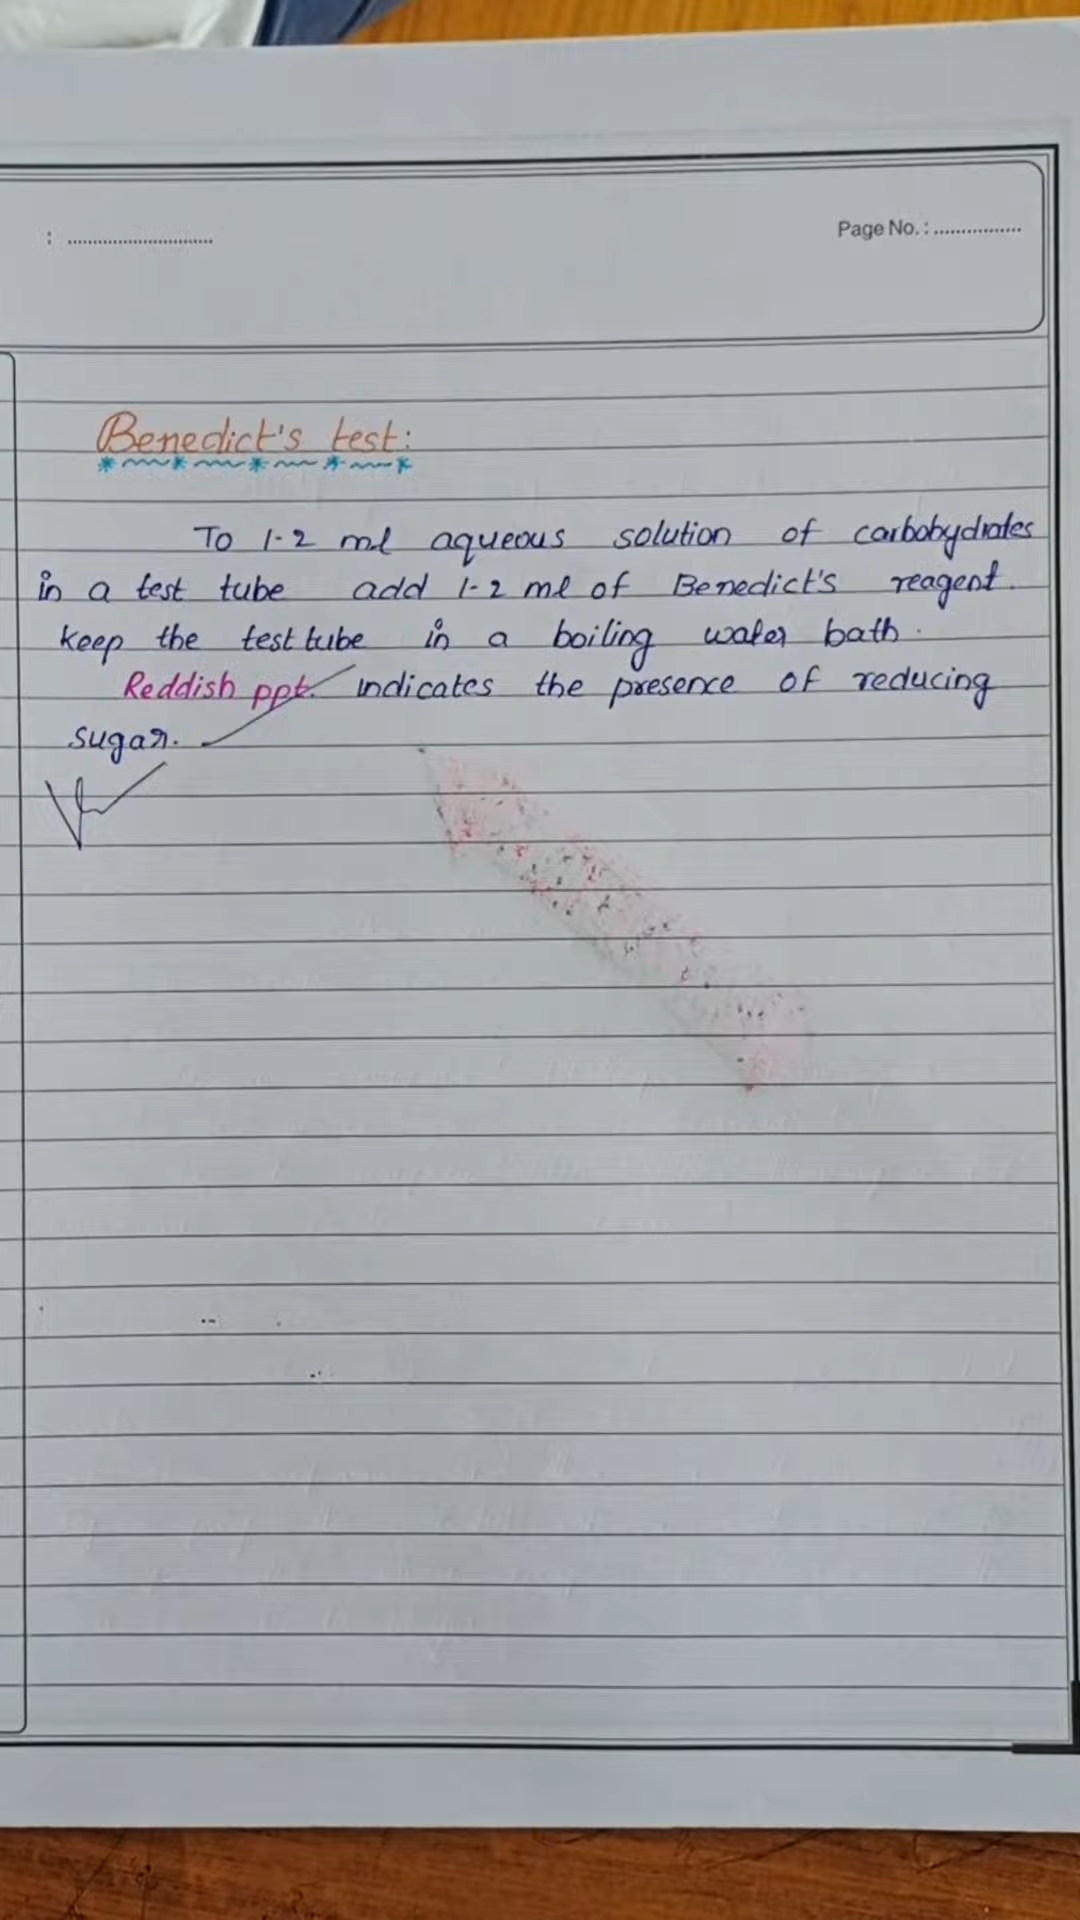 : ............................
Page No. : .................
Benedict's test:
To 1-2 ml aqueous solution of carbohydrates
in a test tube add 1-2 ml of Benedict's reagent.
keep the test tube in a boiling water bath.
Reddish ppt. indicates the presence of reducing
sugar.